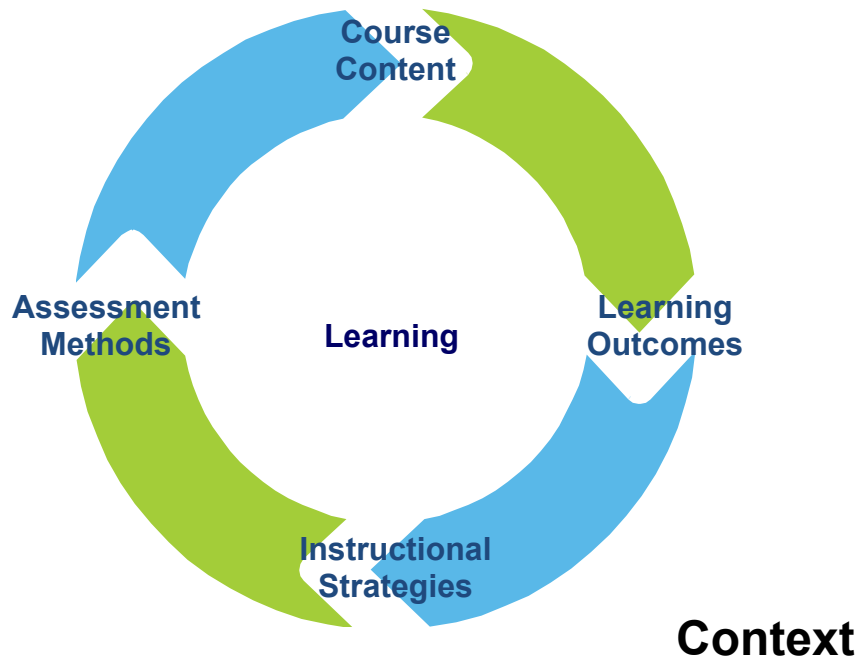 Course
Content
Assessment
Methods
Learning
Learning
Outcomes
Instructional
Strategies
Context